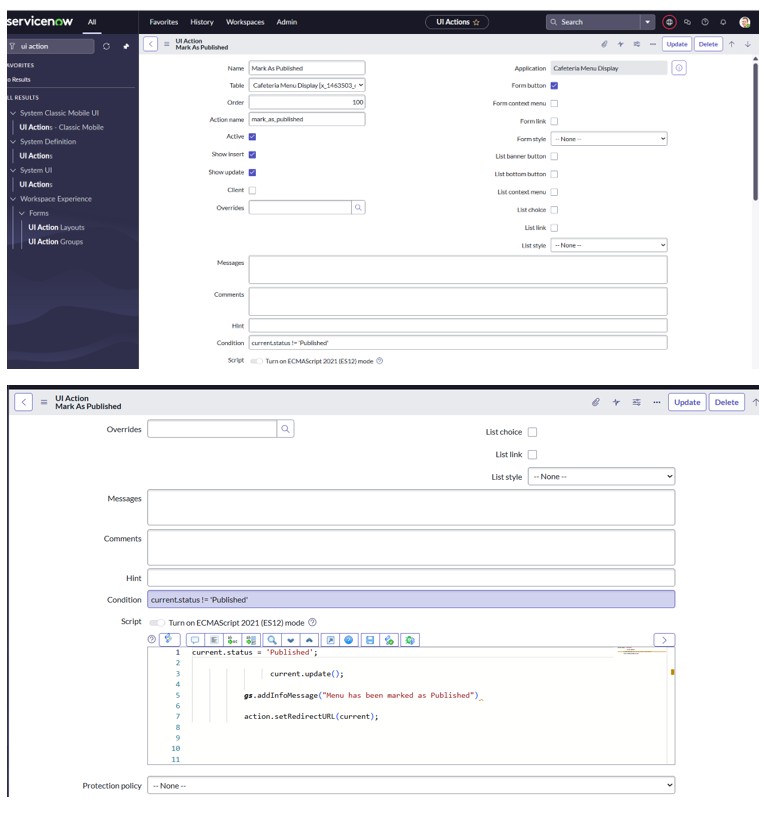 servicenow All Favorites History Workspaces Admin UI Actions Search
ui action
UI Action
Mark As Published
Update Delete
AVORITES
o Results
LL RESULTS
System Classic Mobile UI
UI Actions - Classic Mobile
System Definition
UI Actions
System UI
UI Actions
Workspace Experience
Forms
UI Action Layouts
UI Action Groups
Name Mark As Published
Application Cafeteria Menu Display
Table Cafeteria Menu Display [x_1463503_
Form button
Order 100
Form context menu
Action name mark_as_published
Form link
Active
Form style -- None --
Show insert
List banner button
Show update
List bottom button
Client
List context menu
Overrides
List choice
List link
List style -- None --
Messages
Comments
Hint
Condition current.status != 'Published'
Script Turn on ECMAScript 2021 (ES12) mode
UI Action
Mark As Published
Update Delete
Overrides
List choice
List link
List style -- None --
Messages
Comments
Hint
Condition current.status != 'Published'
Script Turn on ECMAScript 2021 (ES12) mode
1 current.status = 'Published';
2
3 current.update();
4
5 gs.addInfoMessage("Menu has been marked as Published")
6
7 action.setRedirectURL(current);
8
9
10
11
Protection policy -- None --